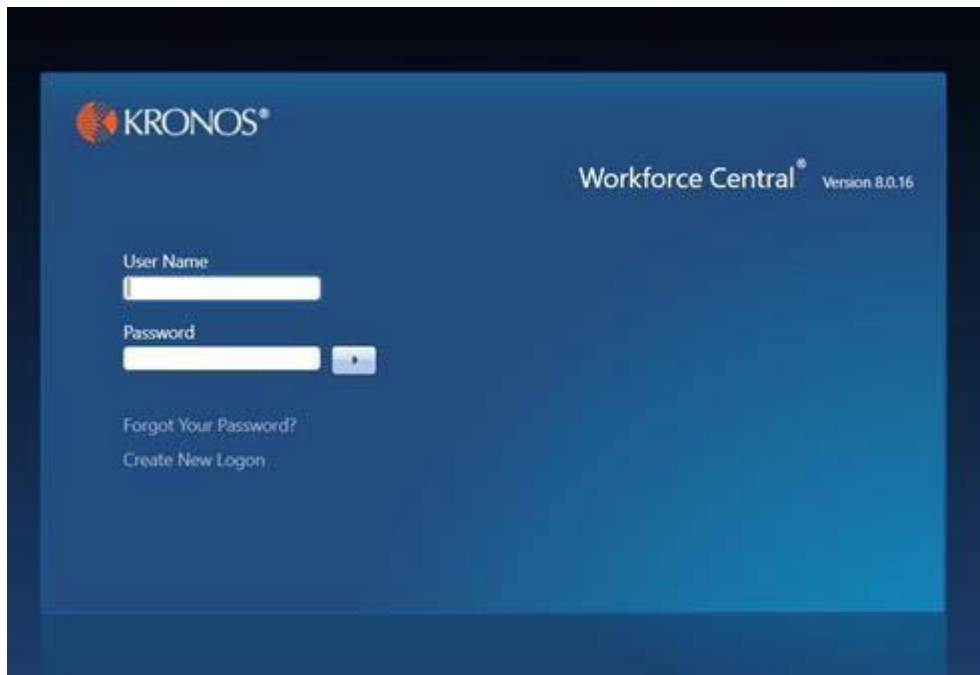 KRONOS®
Workforce Central® Version 8.0.16
User Name
Password
Forgot Your Password?
Create New Logon